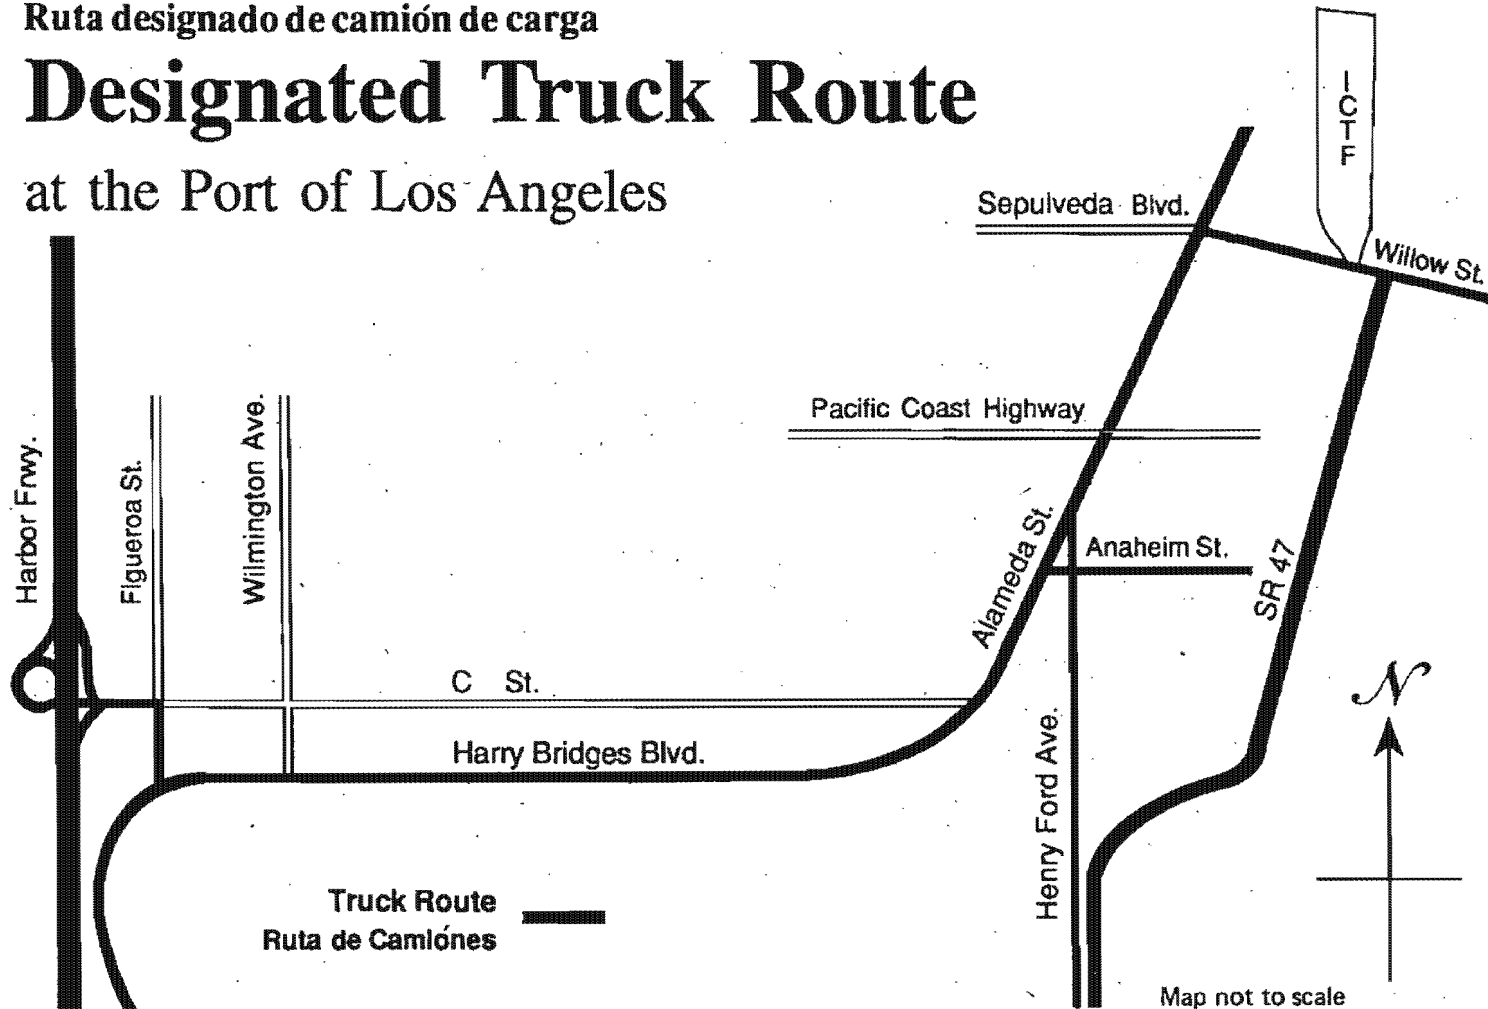 Ruta designado de camión de carga
Designated Truck Route
at the Port of Los Angeles
ICTF
Sepulveda Blvd.
Willow St.
Pacific Coast Highway
Harbor Frwy.
Figueroa St.
Wilmington Ave.
Alameda St.
Anaheim St.
SR 47
C St.
N
Harry Bridges Blvd.
Henry Ford Ave.
Truck Route
Ruta de Camiónes
Map not to scale